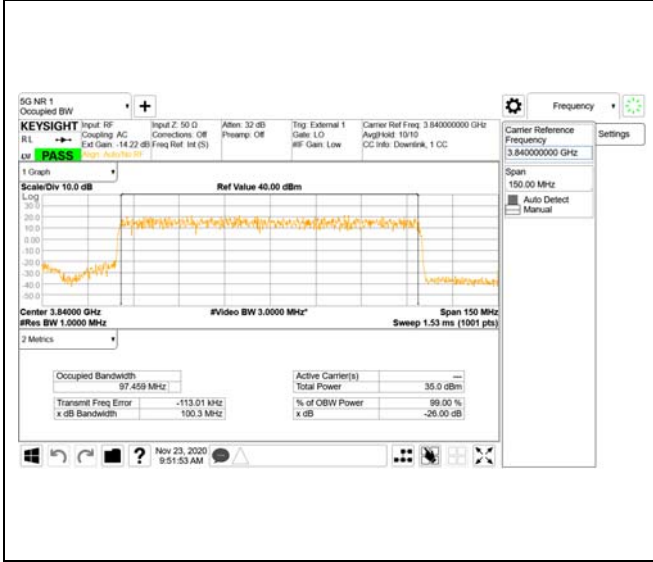 5G NR 1
Occupied BW
Frequency
KEYSIGHT
Input: RF
Input Z: 50 Ω
Atten: 32 dB
Trig: External 1
Carrier Ref Freq: 3.840000000 GHz
R L
Coupling: AC
Corrections: Off
Preamp: Off
Gate: LO
Avg|Hold: 10/10
Ext Gain: -14.22 dB
Freq Ref: Int (S)
#IF Gain: Low
CC Info: Downlink, 1 CC
PASS
Align: Auto/No RF
Carrier Reference
Frequency
3.840000000 GHz
Settings
Span
150.00 MHz
Auto Detect
Manual
1 Graph
Scale/Div 10.0 dB
Ref Value 40.00 dBm
Log
30.0
20.0
10.0
0.00
-10.0
-20.0
-30.0
-40.0
-50.0
Center 3.84000 GHz
#Video BW 3.0000 MHz*
Span 150 MHz
#Res BW 1.0000 MHz
Sweep 1.53 ms (1001 pts)
2 Metrics
Occupied Bandwidth
97.459 MHz
Active Carrier(s)
---
Total Power
35.0 dBm
Transmit Freq Error
-113.01 kHz
% of OBW Power
99.00 %
x dB Bandwidth
100.3 MHz
x dB
-26.00 dB
?
Nov 23, 2020
9:51:53 AM